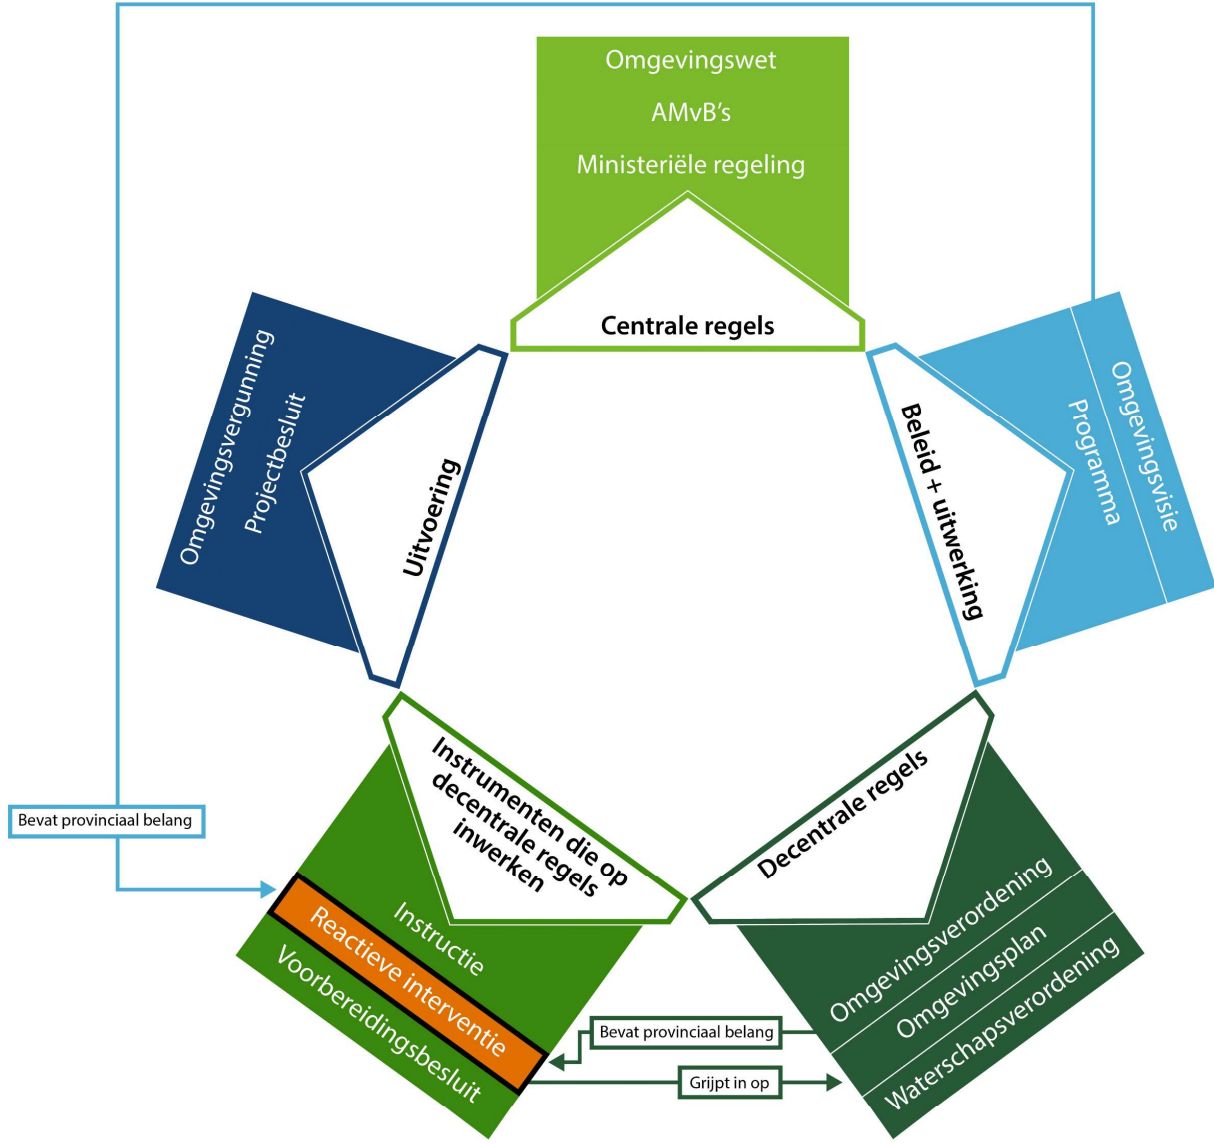 Omgevingswet
AMvB's
Ministeriële regeling
Centrale regels
Omgevingsvergunning
Projectbesluit
Uitvoering
Beleid + uitwerking
Programma
Omgevingsvisie
Bevat provinciaal belang
Instrumenten die op
decentrale regels
inwerken
Instructie
Reactieve interventie
Voorbereidingsbesluit
Decentrale regels
Omgevingsverordening
Omgevingsplan
Waterschapsverordening
Bevat provinciaal belang
Grijpt in op